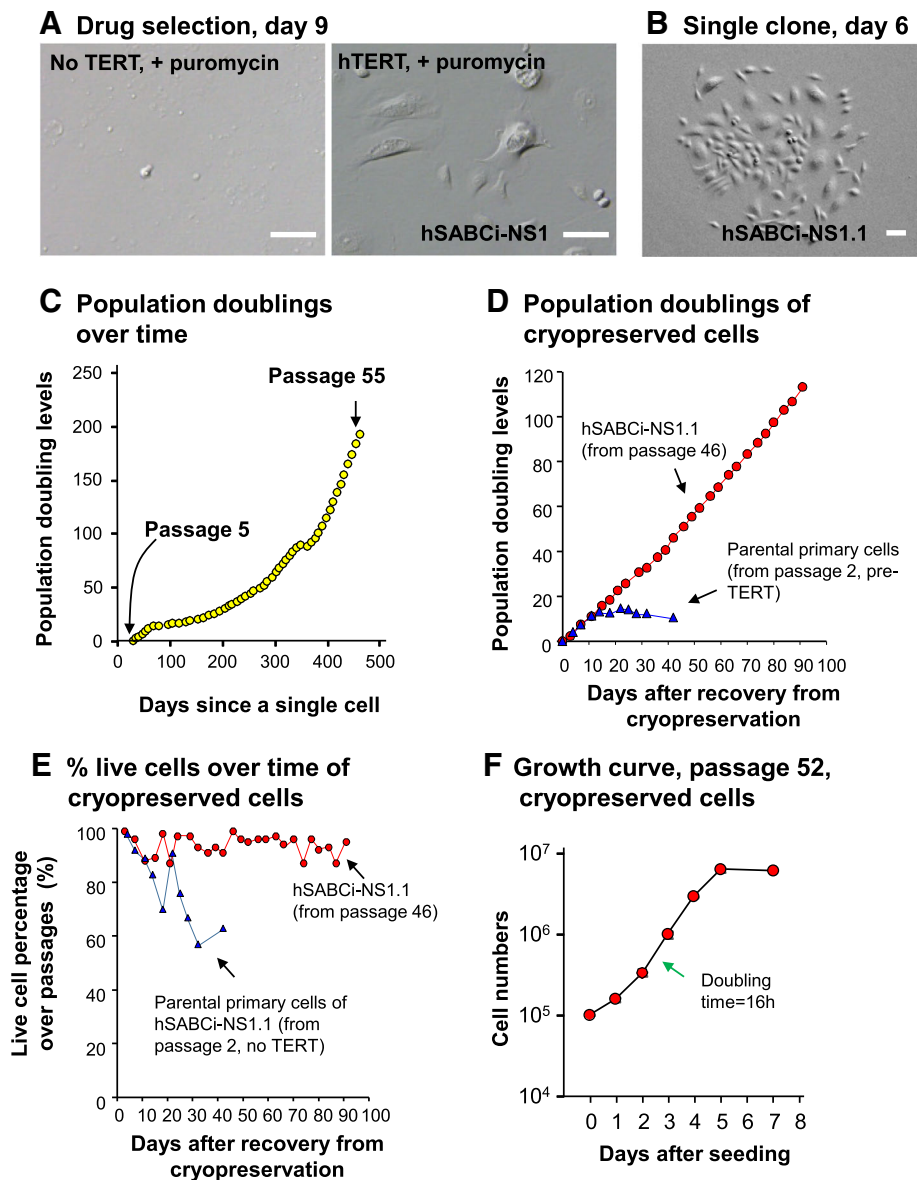 A Drug selection, day 9
No TERT, + puromycin
hTERT, + puromycin
hSABCi-NS1
B Single clone, day 6
hSABCi-NS1.1
C Population doublings
over time
Population doubling levels
250
200
150
100
50
0
Passage 55
Passage 5
0 100 200 300 400 500
Days since a single cell
D Population doublings of
cryopreserved cells
Population doubling levels
120
100
80
60
40
20
0
hSABCi-NS1.1
(from passage 46)
Parental primary cells
(from passage 2, pre-
TERT)
0 10 20 30 40 50 60 70 80 90 100
Days after recovery from
cryopreservation
E % live cells over time of
cryopreserved cells
Live cell percentage
over passages (%)
100
80
60
40
20
0
hSABCi-NS1.1
(from passage 46)
Parental primary cells of
hSABCi-NS1.1 (from
passage 2, no TERT)
0 10 20 30 40 50 60 70 80 90 100
Days after recovery from
cryopreservation
F Growth curve, passage 52,
cryopreserved cells
Cell numbers
10⁷
10⁶
10⁵
10⁴
Doubling
time=16h
0 1 2 3 4 5 6 7 8
Days after seeding